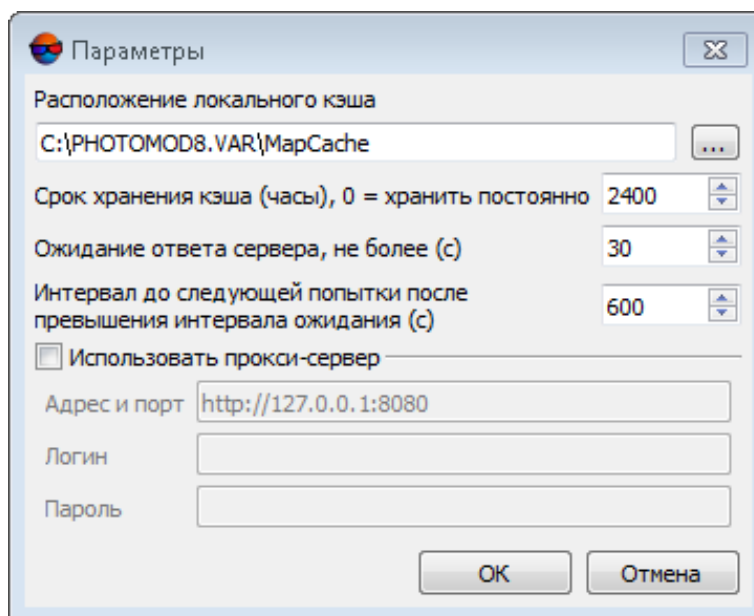 Параметры
Расположение локального кэша
C:\PHOTOMOD8.VAR\MapCache
...
Срок хранения кэша (часы), 0 = хранить постоянно 2400
Ожидание ответа сервера, не более (с) 30
Интервал до следующей попытки после
превышения интервала ожидания (с) 600
Использовать прокси-сервер
Адрес и порт http://127.0.0.1:8080
Логин
Пароль
ОК Отмена